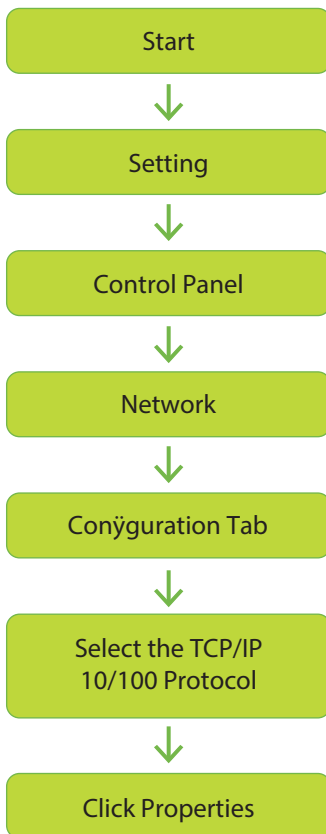 Start
Setting
Control Panel
Network
Conÿguration Tab
Select the TCP/IP
10/100 Protocol
Click Properties